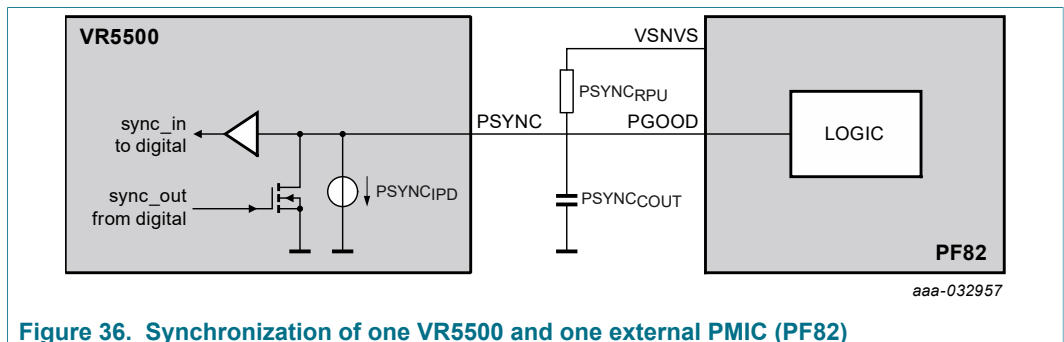 VR5500
VSNVS
PSYNCRPU
sync_in
to digital
PSYNC
PGOOD
LOGIC
PSYNCIPD
PSYNCCOUT
sync_out
from digital
PF82
aaa-032957
Figure 36. Synchronization of one VR5500 and one external PMIC (PF82)